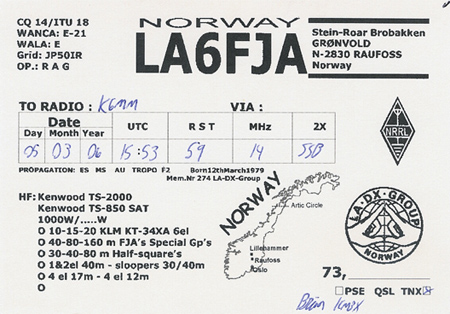 CQ 14/ITU 18
WANCA: E-21
WALA: E
Grid: JP50IR
OP.: R A G
NORWAY
LA6FJA
Stein-Roar Brobakken
GRØNVOLD
N-2830 RAUFOSS
Norway
TO RADIO : K6MM VIA :
Date UTC R S T MHz 2X
Day Month Year
05 03 06 15:53 59 14 SSB
PROPAGATION: ES MS AU TROPO F2 Born12thMarch1979
Mem.Nr 274 LA-DX-Group
NRRL
HF: Kenwood TS-2000
Kenwood TS-850 SAT
1000W/.....W
O 10-15-20 KLM KT-34XA 6el
O 40-80-160 m FJA's Special Gp's
O 30-40-80 m Half-square's
O 1&2el 40m - sloopers 30/40m
O 4 el 17m - 4 el 12m
O
NORWAY
Artic Circle
Lillehammer
Raufoss
Oslo
LA-DX-GROUP
NORWAY
73,
PSE QSL TNX